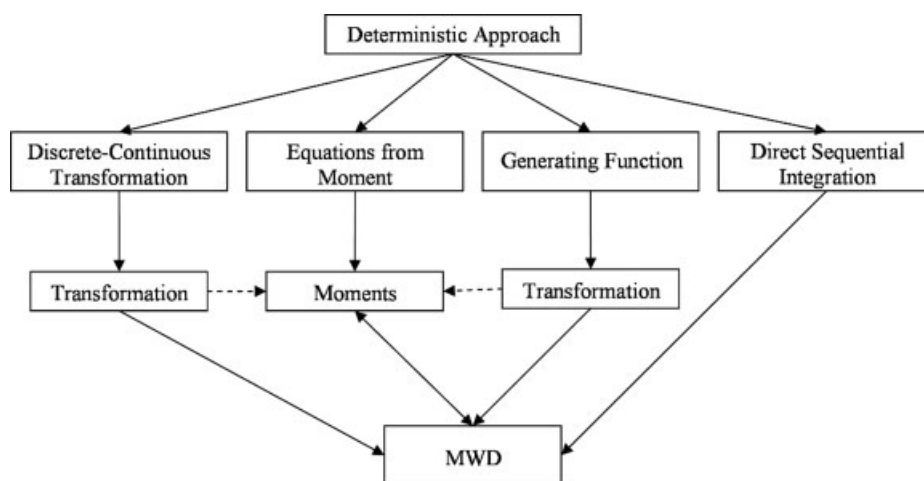 Deterministic Approach
Discrete-Continuous
Transformation
Equations from
Moment
Generating Function
Direct Sequential
Integration
Transformation
Moments
Transformation
MWD